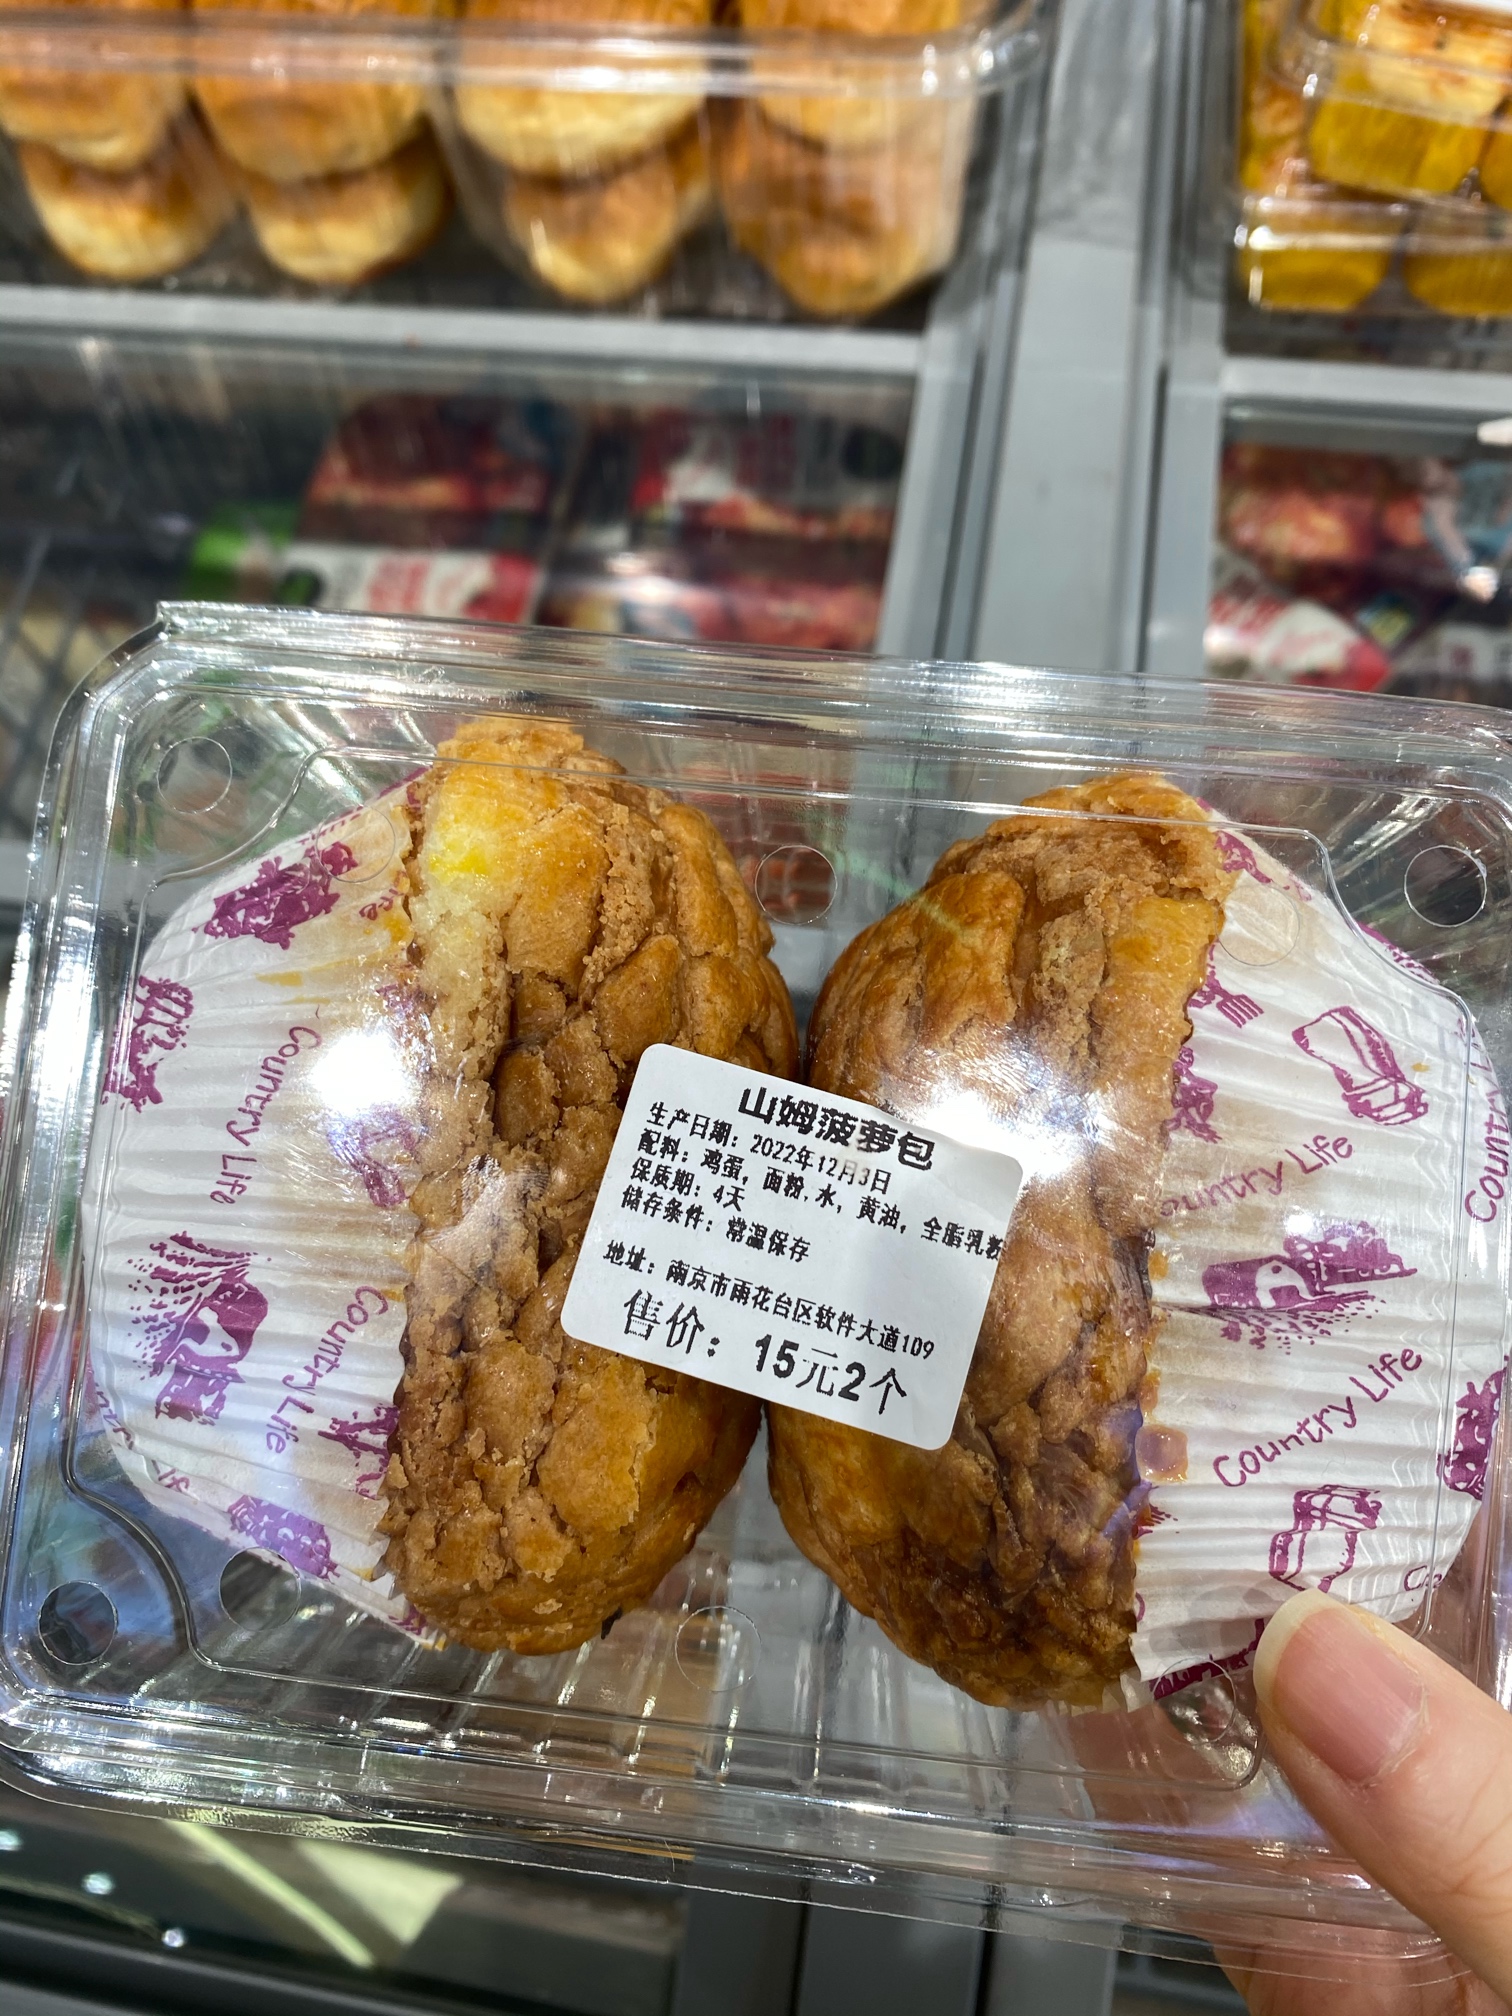 山姆菠萝包
生产日期：2022年12月3日
配料：鸡蛋，面粉，水，黄油，全脂乳粉
保质期：4天
储存条件：常温保存
地址：南京市雨花台区软件大道109
售价：15元2个
Country Life
Country Life
Country Life
Country Life